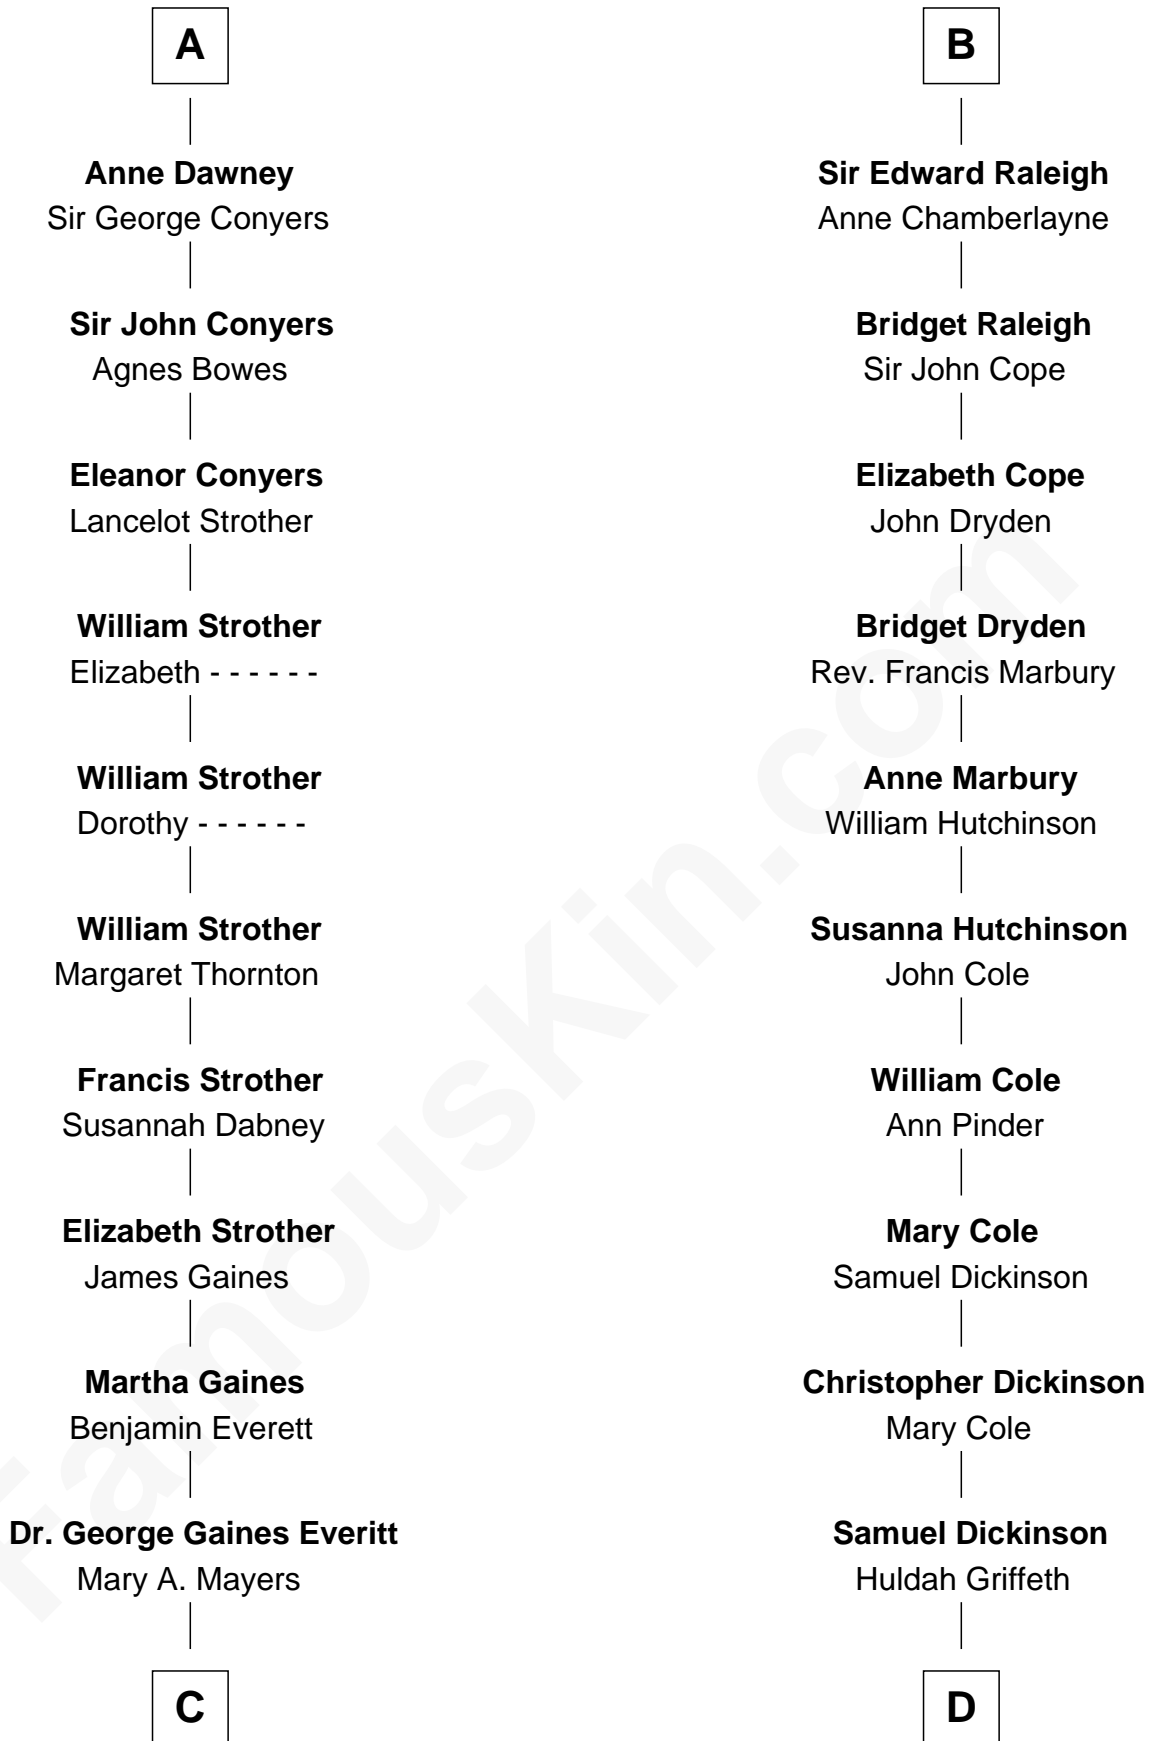 A
Anne Dawney
Sir George Conyers
Sir John Conyers
Agnes Bowes
Eleanor Conyers
Lancelot Strother
William Strother
Elizabeth - - - - - -
William Strother
Dorothy - - - - - -
William Strother
Margaret Thornton
Francis Strother
Susannah Dabney
Elizabeth Strother
James Gaines
Martha Gaines
Benjamin Everett
Dr. George Gaines Everitt
Mary A. Mayers
C
B
Sir Edward Raleigh
Anne Chamberlayne
Bridget Raleigh
Sir John Cope
Elizabeth Cope
John Dryden
Bridget Dryden
Rev. Francis Marbury
Anne Marbury
William Hutchinson
Susanna Hutchinson
John Cole
William Cole
Ann Pinder
Mary Cole
Samuel Dickinson
Christopher Dickinson
Mary Cole
Samuel Dickinson
Huldah Griffeth
D
FamousKin.com